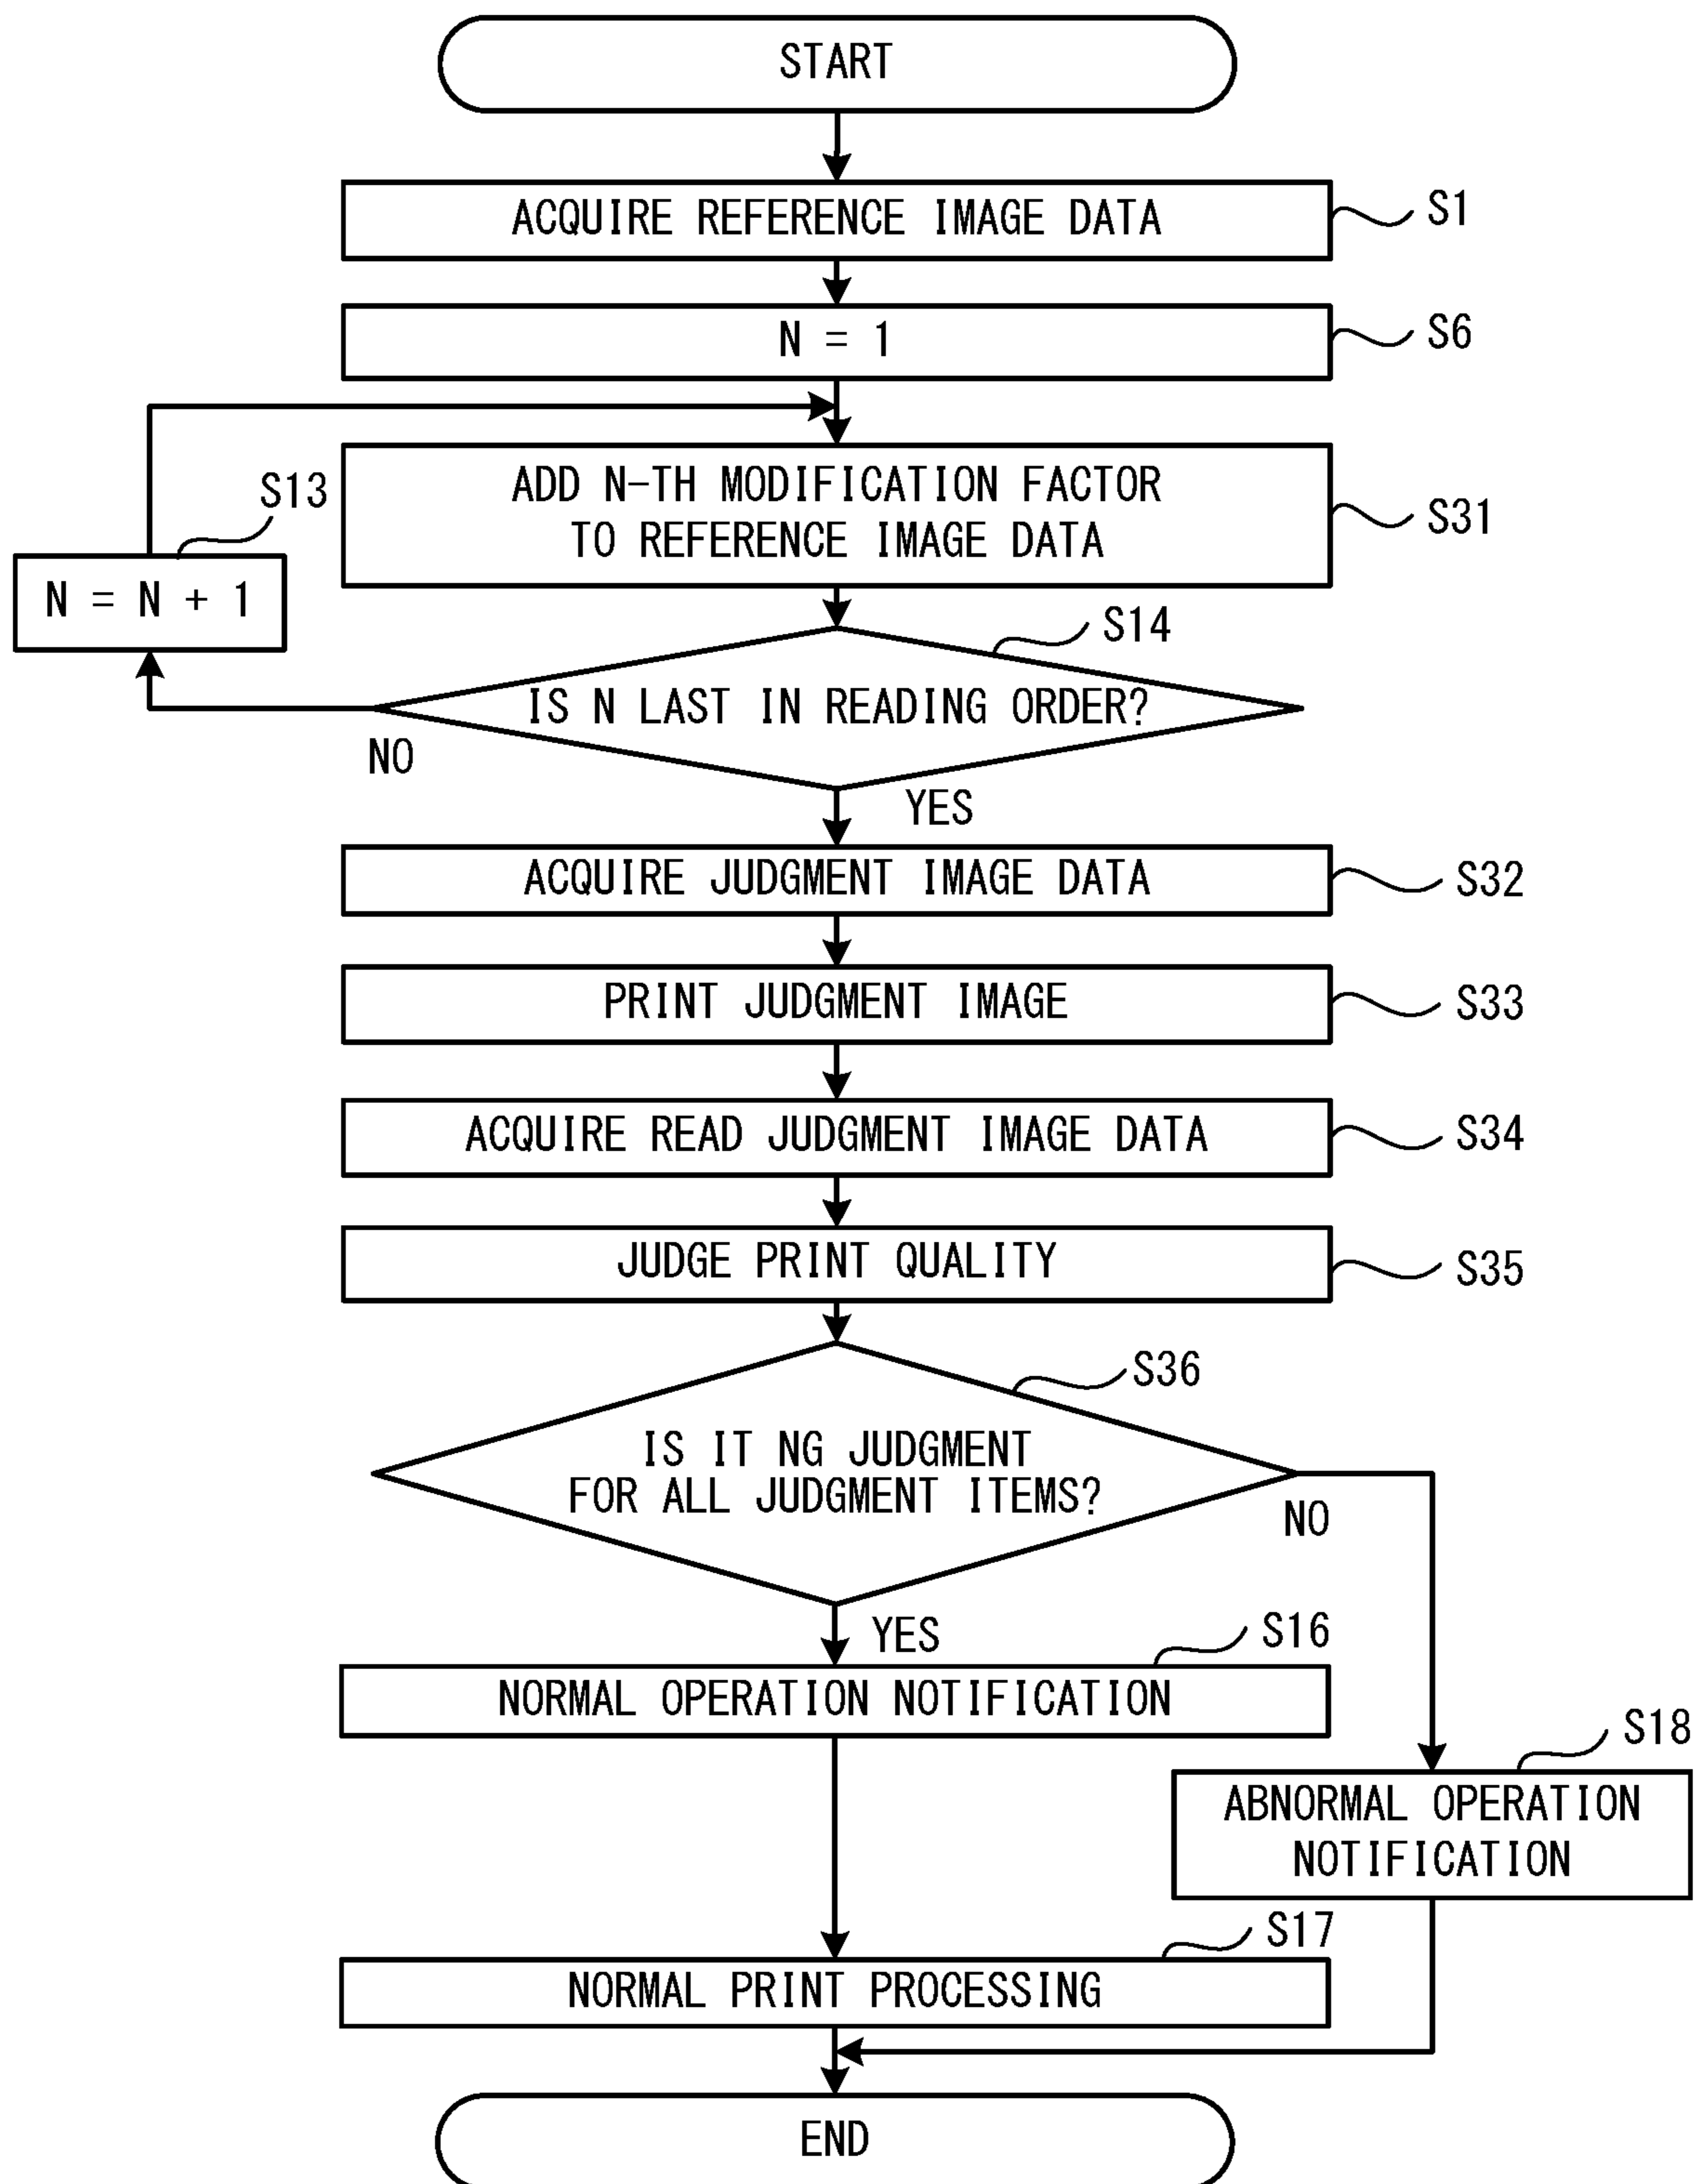 START
ACQUIRE REFERENCE IMAGE DATA
S1
N = 1
S6
S13
N = N + 1
ADD N-TH MODIFICATION FACTOR
TO REFERENCE IMAGE DATA
S31
S14
IS N LAST IN READING ORDER?
NO
YES
ACQUIRE JUDGMENT IMAGE DATA
S32
PRINT JUDGMENT IMAGE
S33
ACQUIRE READ JUDGMENT IMAGE DATA
S34
JUDGE PRINT QUALITY
S35
S36
IS IT NG JUDGMENT
FOR ALL JUDGMENT ITEMS?
NO
YES
S16
NORMAL OPERATION NOTIFICATION
S18
ABNORMAL OPERATION
NOTIFICATION
S17
NORMAL PRINT PROCESSING
END